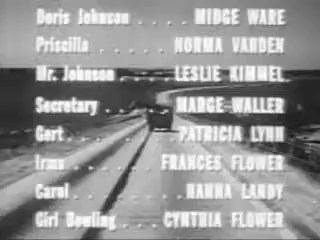 Doris Johnson . . . . . MIDGE WARE
Priscilla . . . . . NORMA VANDEN
Mr. Johnson . . . . . LESLIE KIMMEL
Secretary . . . . MARGE WALLER
Gert . . . . . . PATRICIA LYNN
Irma . . . . . FRANCES FLOWER
Carol . . . . . . . HANNA LANDY
Girl Bowling . . . CYNTHIA FLOWER